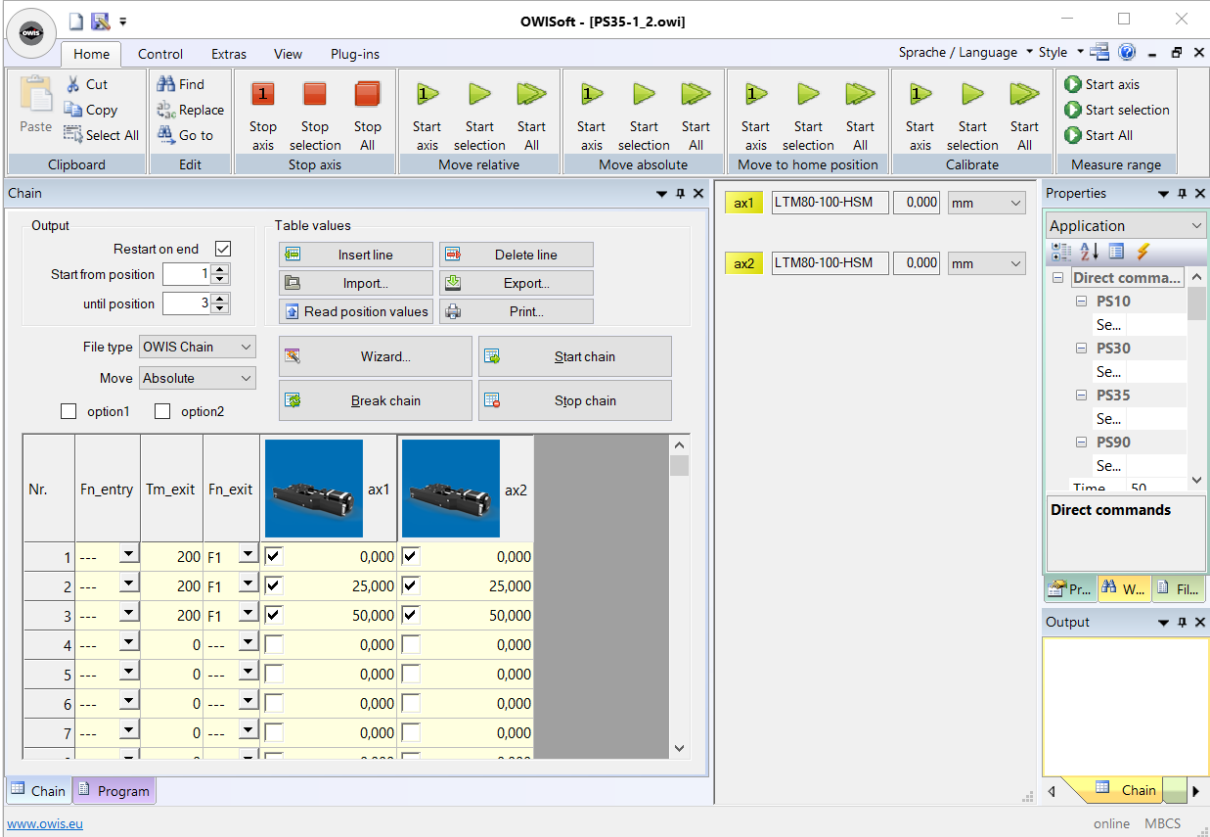 OWISoft - [PS35-1_2.owi]
OWIS
Home Control Extras View Plug-ins Sprache / Language Style
Cut Find Start axis
Copy Replace Start selection
Paste Select All Go to Start All
Stop axis Stop selection Stop All Start axis Start selection Start All Start axis Start selection Start All Start axis Start selection Start All Start axis Start selection Start All
Clipboard Edit Stop axis Move relative Move absolute Move to home position Calibrate Measure range
Chain
Output Table values
Restart on end Insert line Delete line
Start from position 1 Import... Export...
until position 3 Read position values Print...
File type OWIS Chain Wizard... Start chain
Move Absolute
option1 option2 Break chain Stop chain
Nr. Fn_entry Tm_exit Fn_exit ax1 ax2
1 --- 200 F1 0,000 0,000
2 --- 200 F1 25,000 25,000
3 --- 200 F1 50,000 50,000
4 --- 0 --- 0,000 0,000
5 --- 0 --- 0,000 0,000
6 --- 0 --- 0,000 0,000
7 --- 0 --- 0,000 0,000
Chain Program
ax1 LTM80-100-HSM 0,000 mm
ax2 LTM80-100-HSM 0,000 mm
Properties
Application
Direct comma...
PS10
Se...
PS30
Se...
PS35
Se...
PS90
Se...
Time 50
Direct commands
Pr... W... Fil...
Output
Chain
www.owis.eu online MBCS